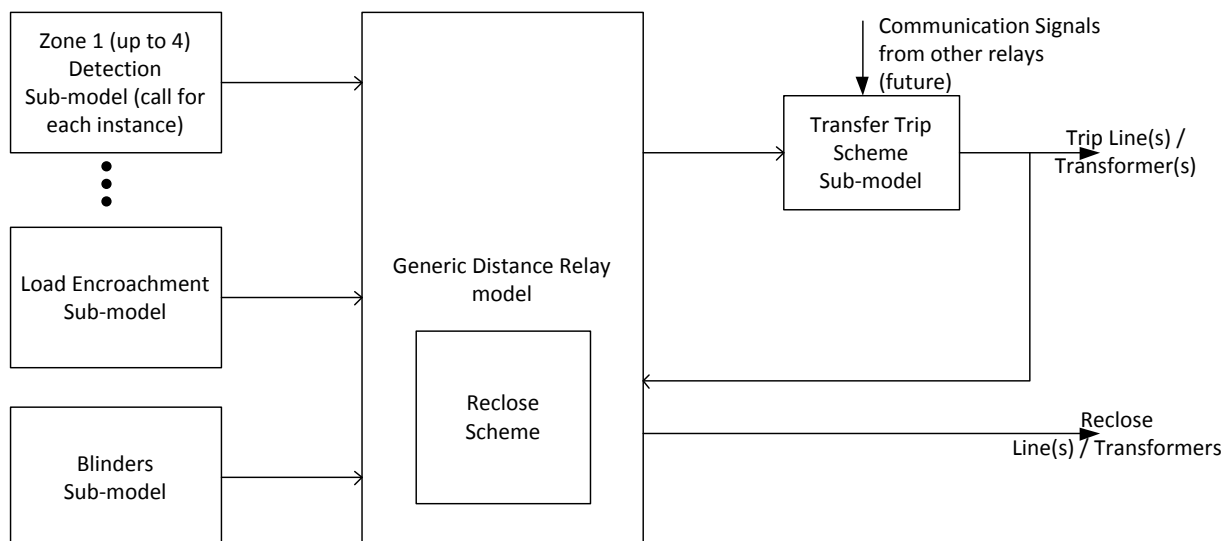 Zone 1 (up to 4)
Detection
Sub-model (call for
each instance)
Load Encroachment
Sub-model
Blinders
Sub-model
Generic Distance Relay
model
Reclose
Scheme
Communication Signals
from other relays
(future)
Transfer Trip
Scheme
Sub-model
Trip Line(s) /
Transformer(s)
Reclose
Line(s) / Transformers